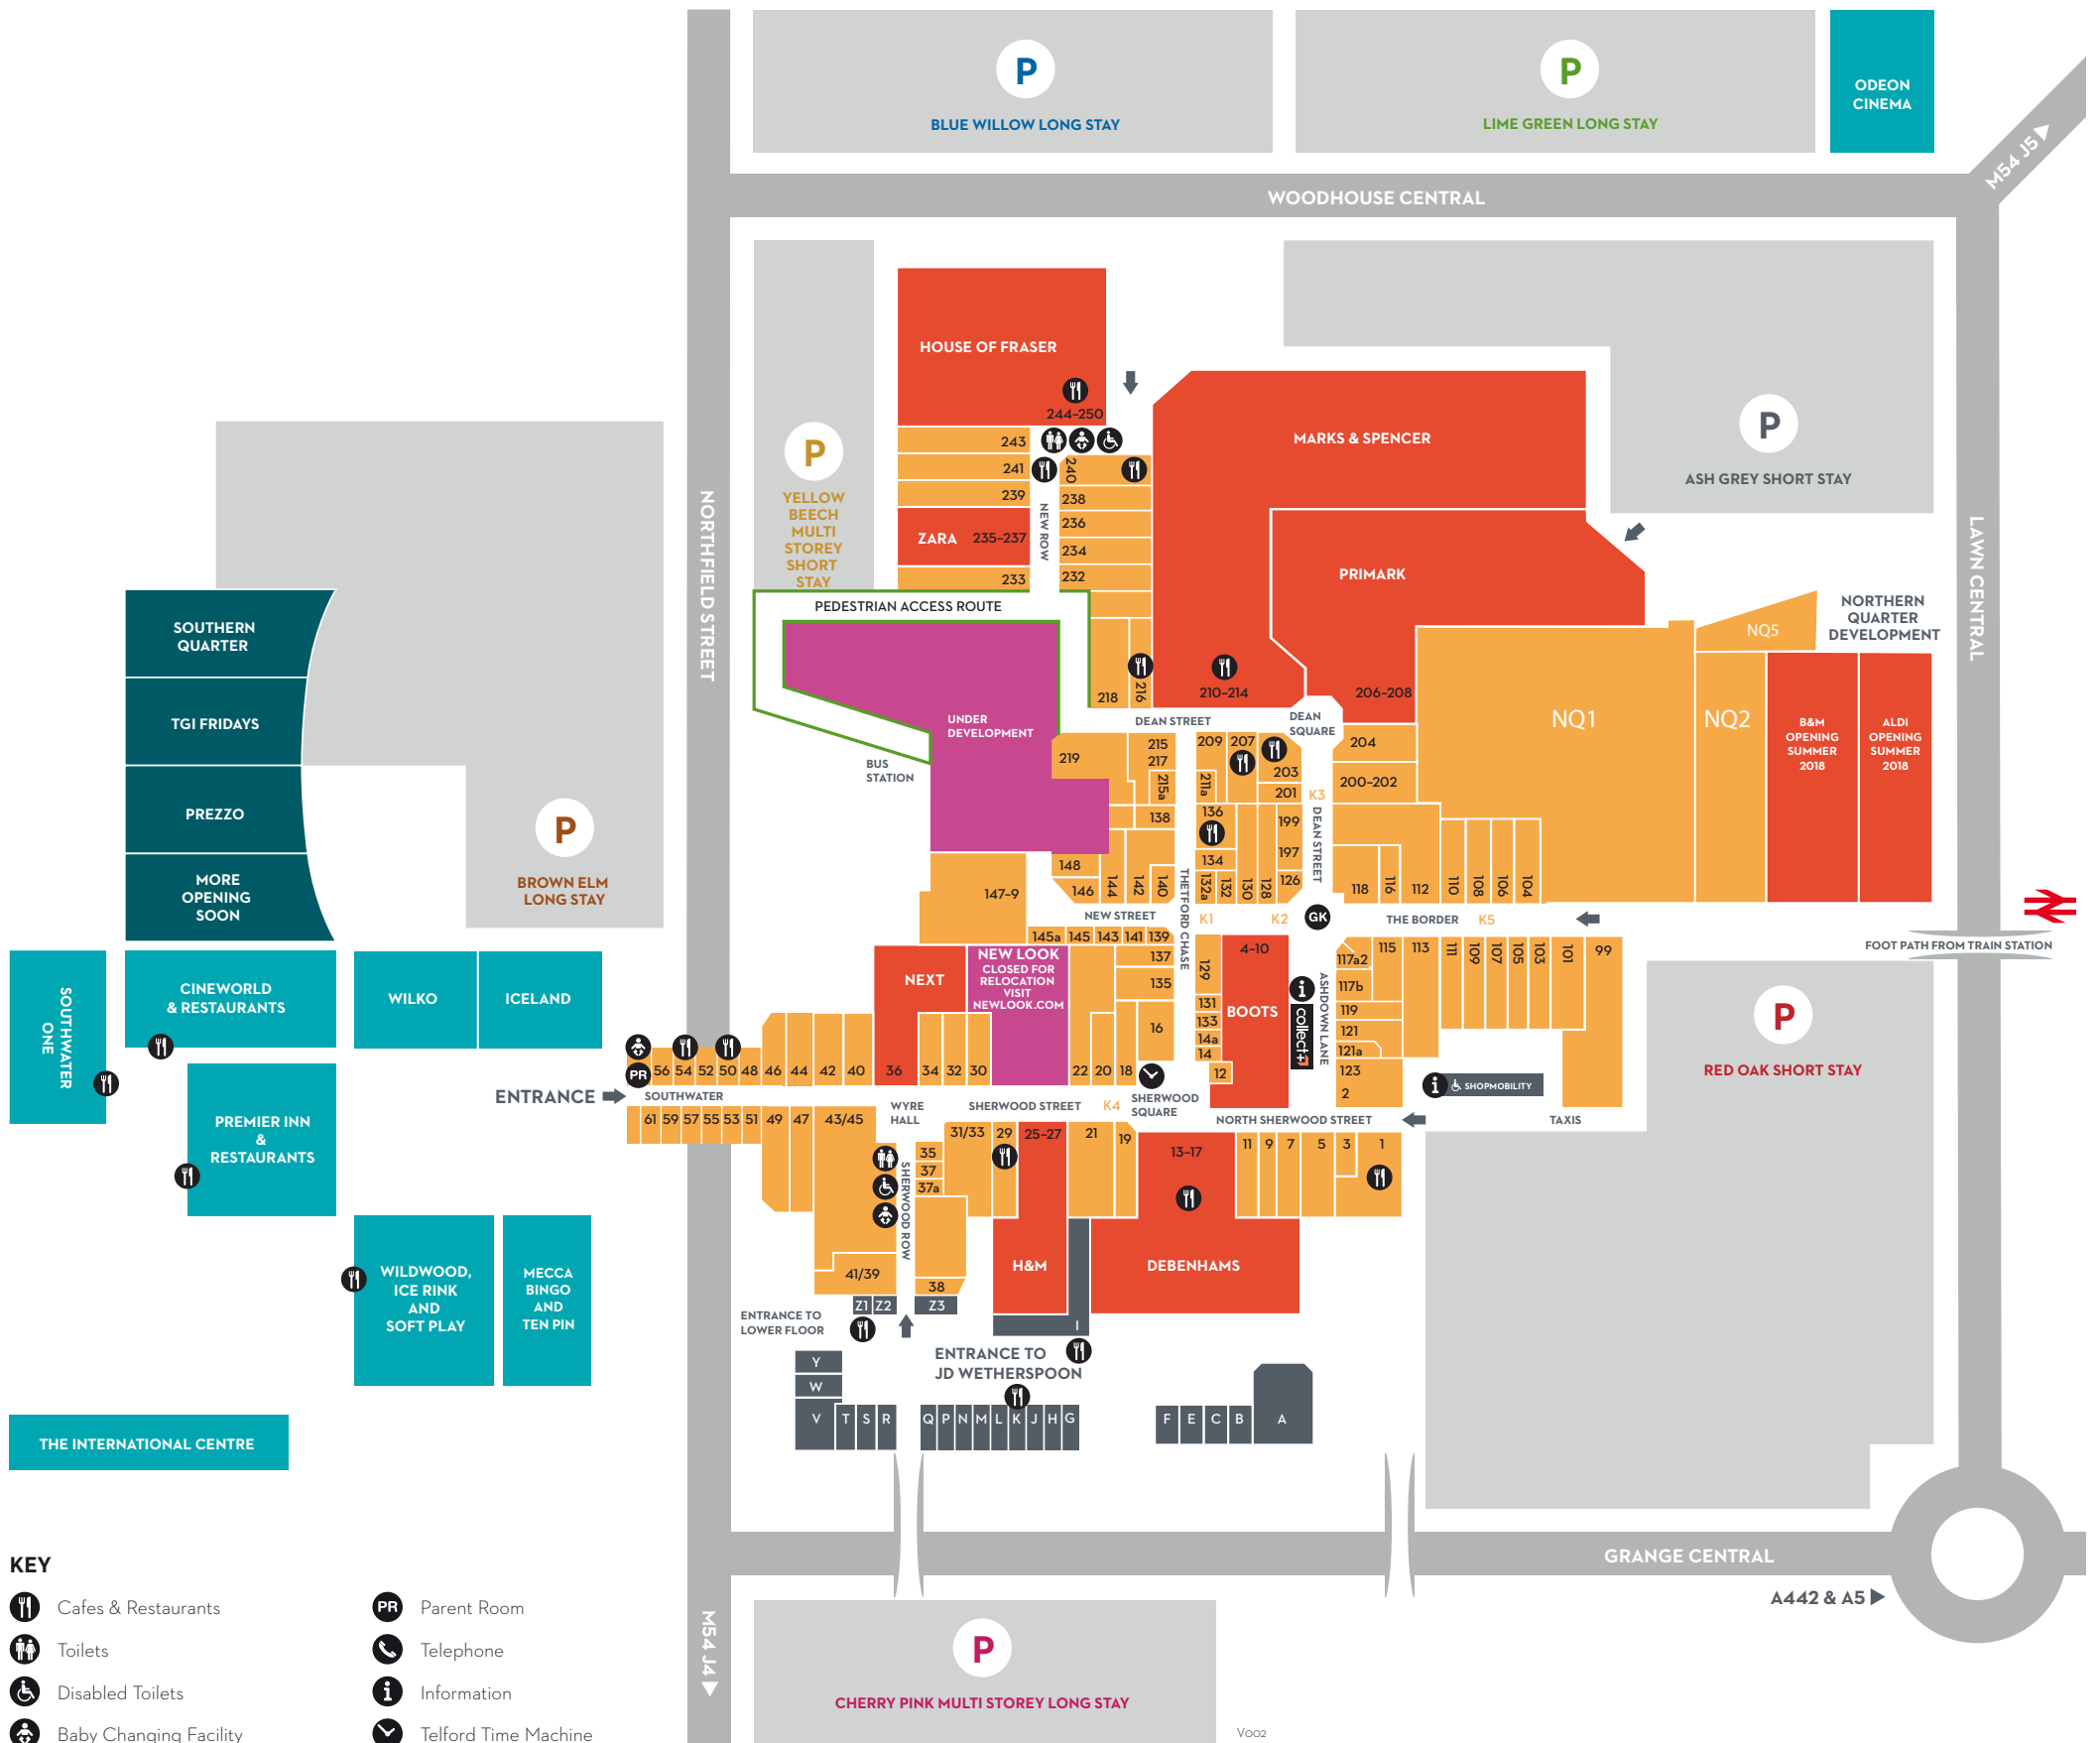 P
BLUE WILLOW LONG STAY
P
LIME GREEN LONG STAY
ODEON
CINEMA
M54 J5
WOODHOUSE CENTRAL
NORTHFIELD STREET
LAWN CENTRAL
HOUSE OF FRASER
244-250
MARKS & SPENCER
P
ASH GREY SHORT STAY
P
YELLOW
BEECH
MULTI
STOREY
SHORT
STAY
243
241
239
ZARA 235-237
233
NEW ROW
240
238
236
234
232
PRIMARK
PEDESTRIAN ACCESS ROUTE
NORTHERN
QUARTER
DEVELOPMENT
NQ5
SOUTHERN
QUARTER
TGI FRIDAYS
PREZZO
MORE
OPENING
SOON
P
BROWN ELM
LONG STAY
UNDER
DEVELOPMENT
BUS
STATION
218
216
210-214
206-208
DEAN STREET
DEAN
SQUARE
NQ1
NQ2
B&M
OPENING
SUMMER
2018
ALDI
OPENING
SUMMER
2018
219
215
217
215a
209
207
203
211a
201
K3
204
200-202
138
136
199
DEAN STREET
148
134
197
146
144
142
140
THETFORD CHASE
132a
132
130
128
126
118
116
112
110
108
106
104
147-9
NEW STREET
K1
K2
GK
THE BORDER
K5
FOOT PATH FROM TRAIN STATION
145a
145
143
141
139
137
135
4-10
BOOTS
129
131
133
14a
14
12
117a2
117b
119
121
121a
123
2
115
113
111
109
107
105
103
101
99
collect+
ASHDOWN LANE
P
RED OAK SHORT STAY
SOUTHWATER
ONE
CINEWORLD
& RESTAURANTS
WILKO
ICELAND
NEXT
NEW LOOK
CLOSED FOR
RELOCATION
VISIT
NEWLOOK.COM
16
PR
56
54
52
50
48
46
44
42
40
36
34
32
30
22
20
18
SHOPMOBILITY
ENTRANCE
SOUTHWATER
WYRE
HALL
SHERWOOD STREET
K4
SHERWOOD
SQUARE
NORTH SHERWOOD STREET
TAXIS
61
59
57
55
53
51
49
47
43/45
31/33
29
25-27
21
19
13-17
11
9
7
5
3
1
PREMIER INN
&
RESTAURANTS
35
37
37a
SHERWOOD ROW
H&M
DEBENHAMS
41/39
38
Z1
Z2
Z3
WILDWOOD,
ICE RINK
AND
SOFT PLAY
MECCA
BINGO
AND
TEN PIN
ENTRANCE TO
LOWER FLOOR
I
ENTRANCE TO
JD WETHERSPOON
Y
W
V
T
S
R
Q
P
N
M
L
K
J
H
G
F
E
C
B
A
THE INTERNATIONAL CENTRE
GRANGE CENTRAL
A442 & A5
M54 J4
P
CHERRY PINK MULTI STOREY LONG STAY
V002
KEY
Cafes & Restaurants
Toilets
Disabled Toilets
Baby Changing Facility
PR Parent Room
Telephone
Information
Telford Time Machine